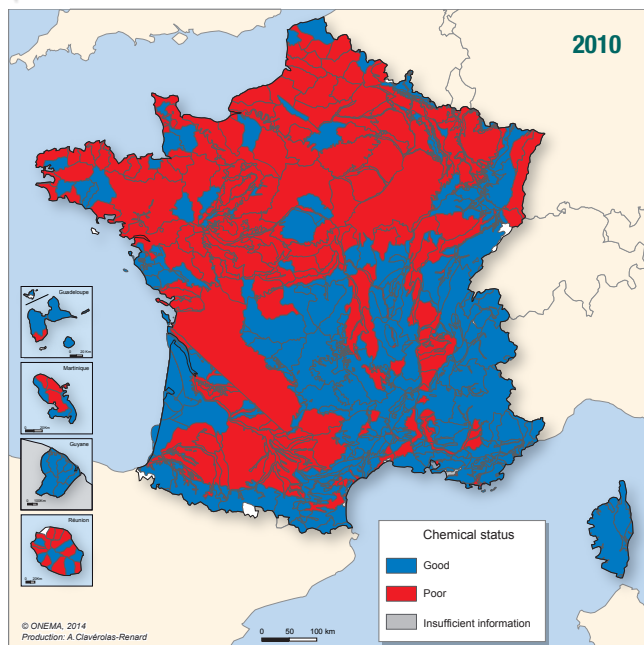 2010
Guadeloupe
Martinique
Guyane
Réunion
Chemical status
Good
Poor
Insufficient information
© ONEMA, 2014
Production: A.Clavérolas-Renard
0 50 100 km